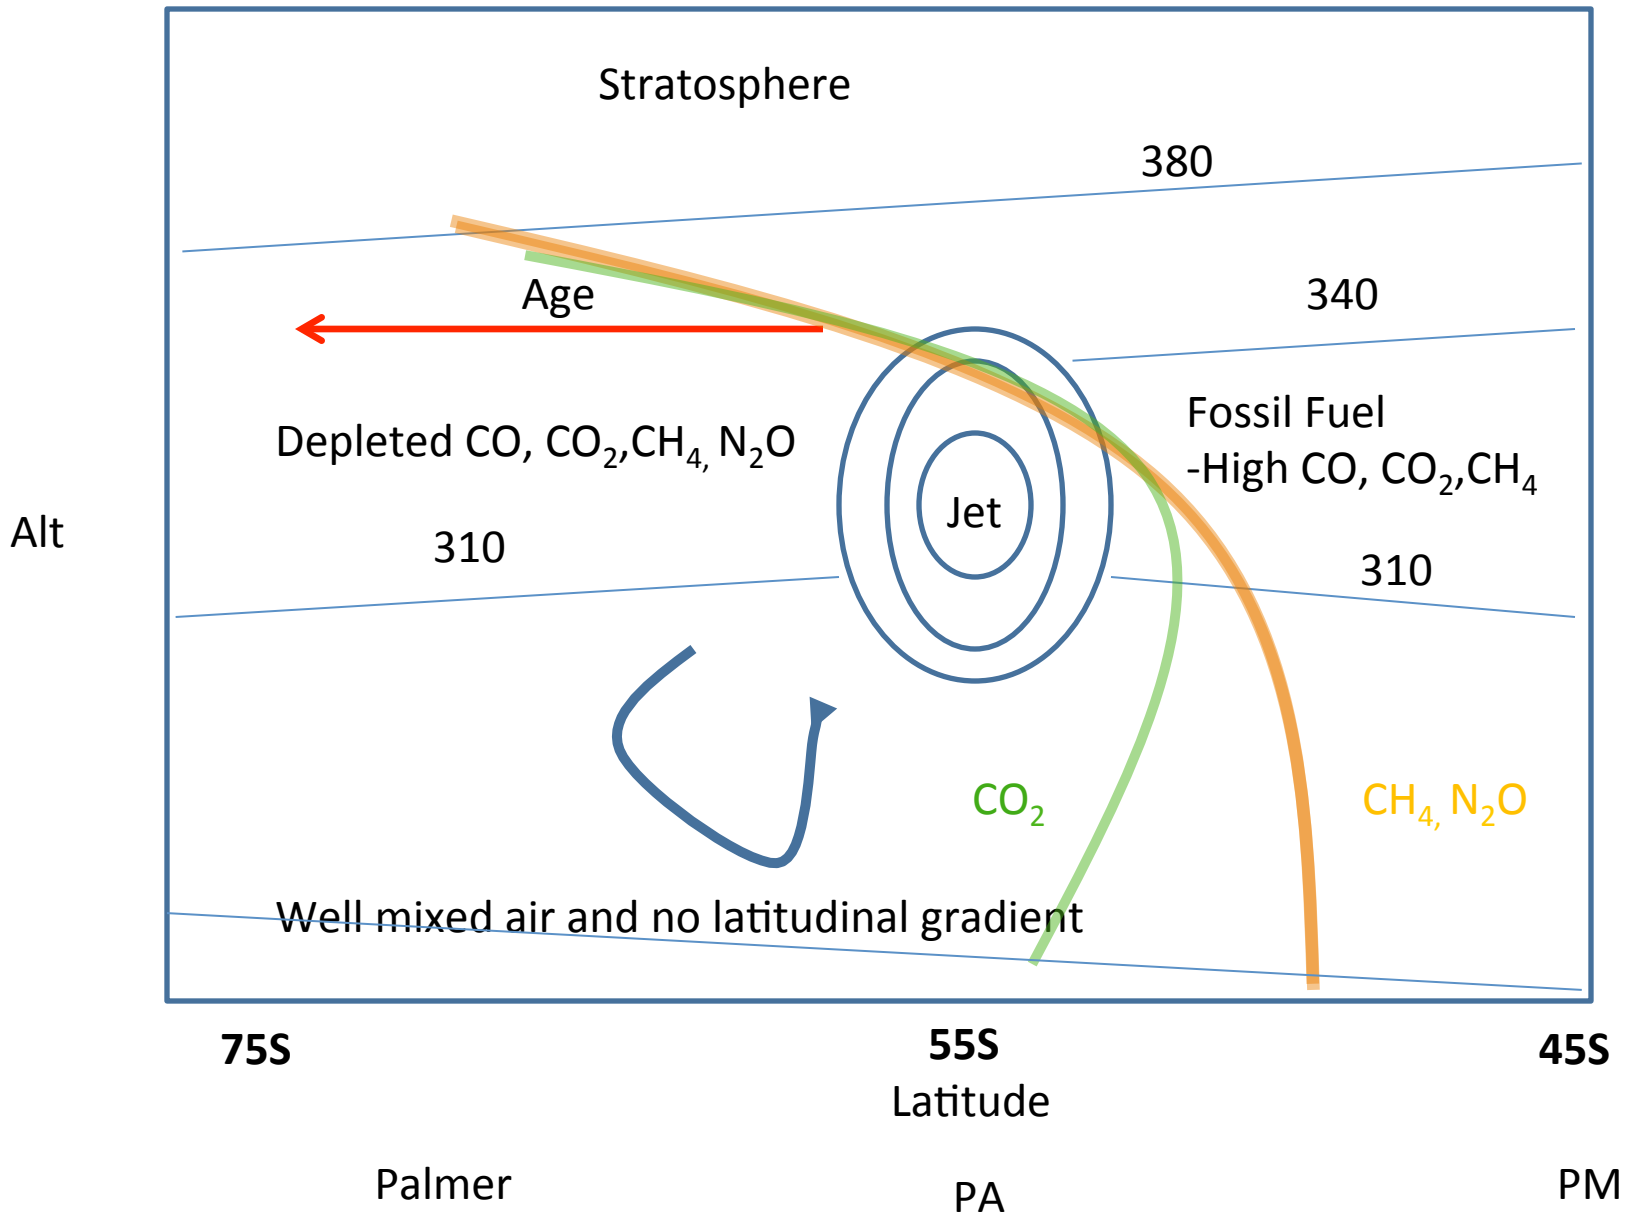 Stratosphere
380
Age
340
Fossil Fuel
-High CO, CO₂,CH₄
Depleted CO, CO₂,CH₄, N₂O
Jet
Alt
310
310
CO₂
CH₄, N₂O
Well mixed air and no latitudinal gradient
75S
55S
45S
Latitude
Palmer
PA
PM